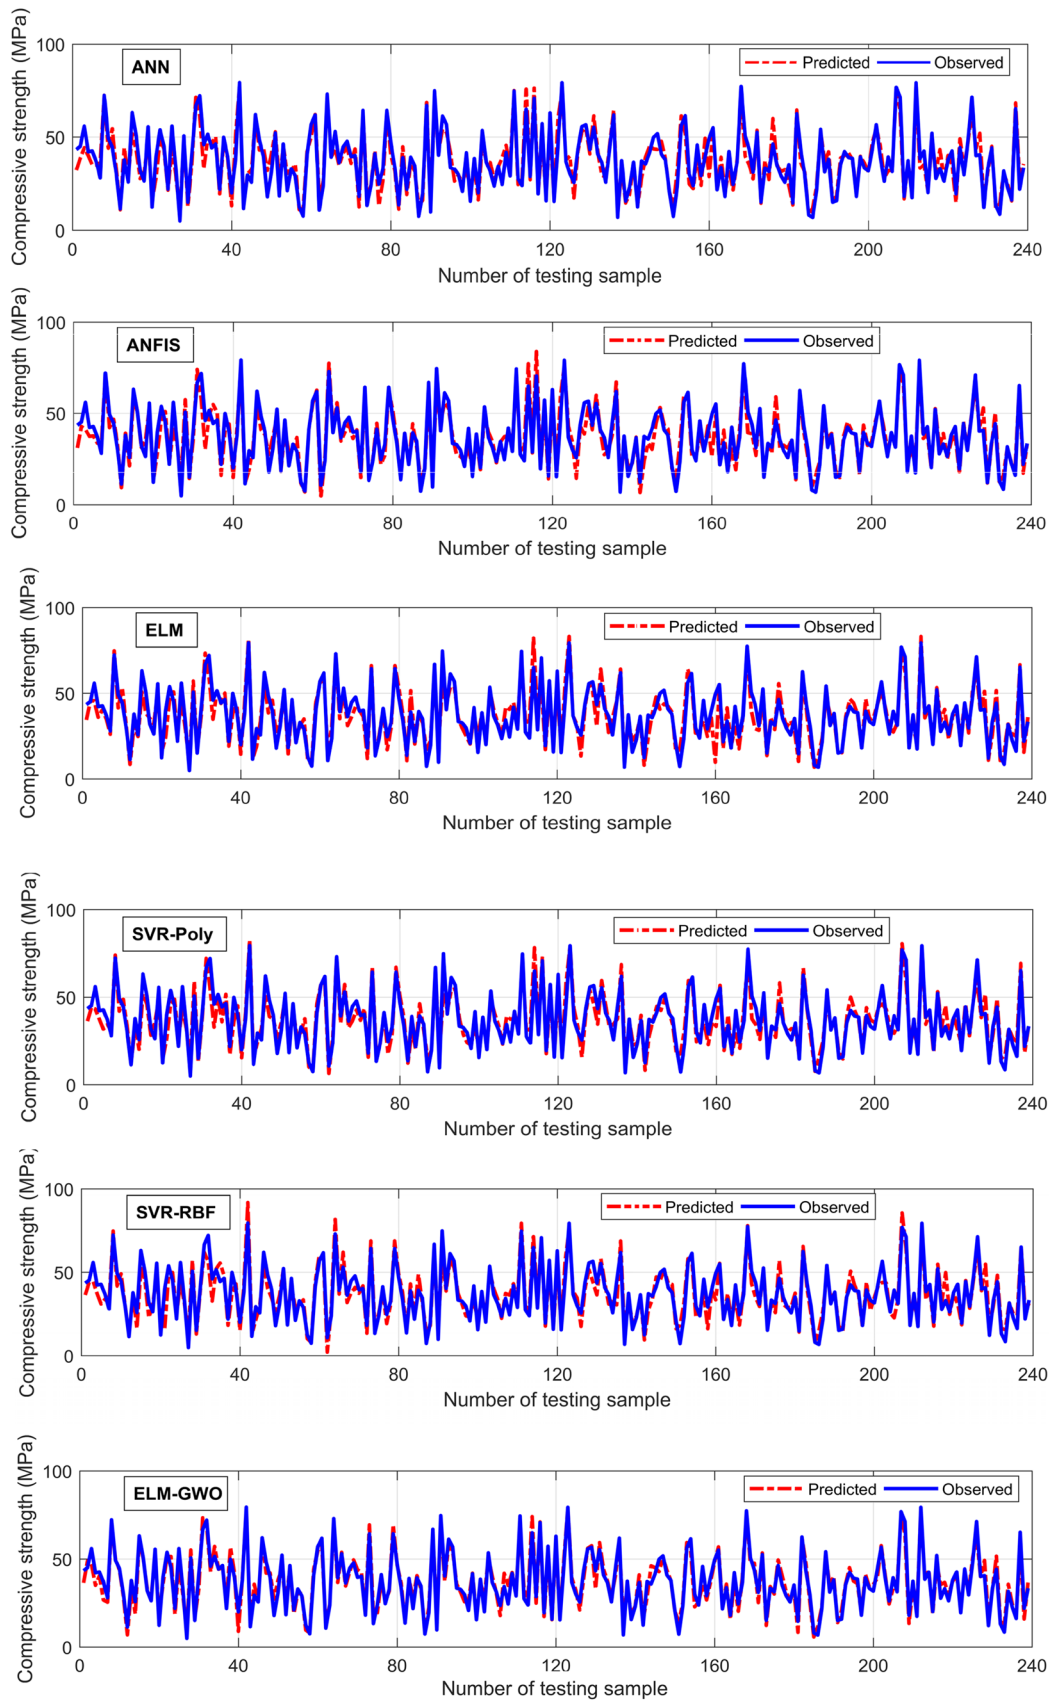 Compressive strength (MPa)
100
50
0
ANN
Predicted Observed
0 40 80 120 160 200 240
Number of testing sample
Compressive strength (MPa)
100
50
0
ANFIS
Predicted Observed
0 40 80 120 160 200 240
Number of testing sample
Compressive strength (MPa)
100
50
0
ELM
Predicted Observed
0 40 80 120 160 200 240
Number of testing sample
Compressive strength (MPa)
100
50
0
SVR-Poly
Predicted Observed
0 40 80 120 160 200 240
Number of testing sample
Compressive strength (MPa)
100
50
0
SVR-RBF
Predicted Observed
0 40 80 120 160 200 240
Number of testing sample
Compressive strength (MPa)
100
50
0
ELM-GWO
Predicted Observed
0 40 80 120 160 200 240
Number of testing sample